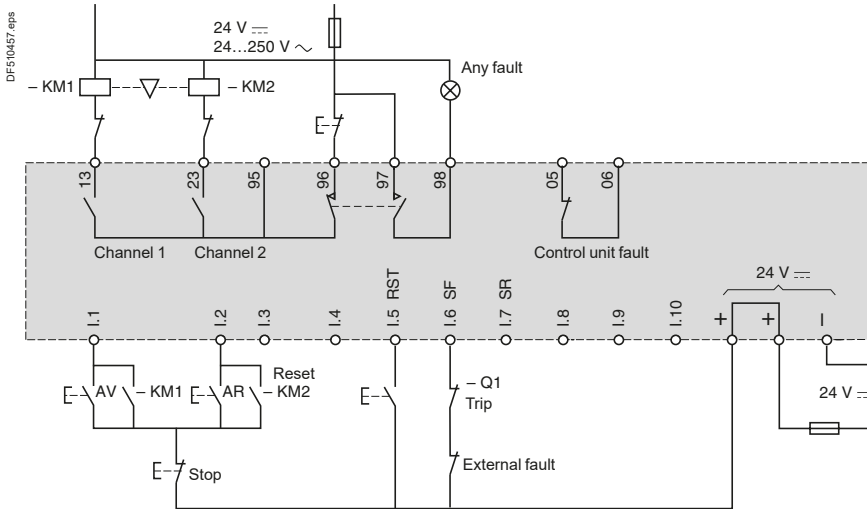 DF510457.eps
24 V ⎓
24...250 V ~
Any fault
– KM1
– KM2
13
23
95
96
97
98
05
06
Channel 1
Channel 2
Control unit fault
24 V ⎓
I.1
I.2
I.3
I.4
I.5 RST
I.6 SF
I.7 SR
I.8
I.9
I.10
+
+
–
Reset
AV
– KM1
AR
– KM2
– Q1
Trip
24 V ⎓
Stop
External fault